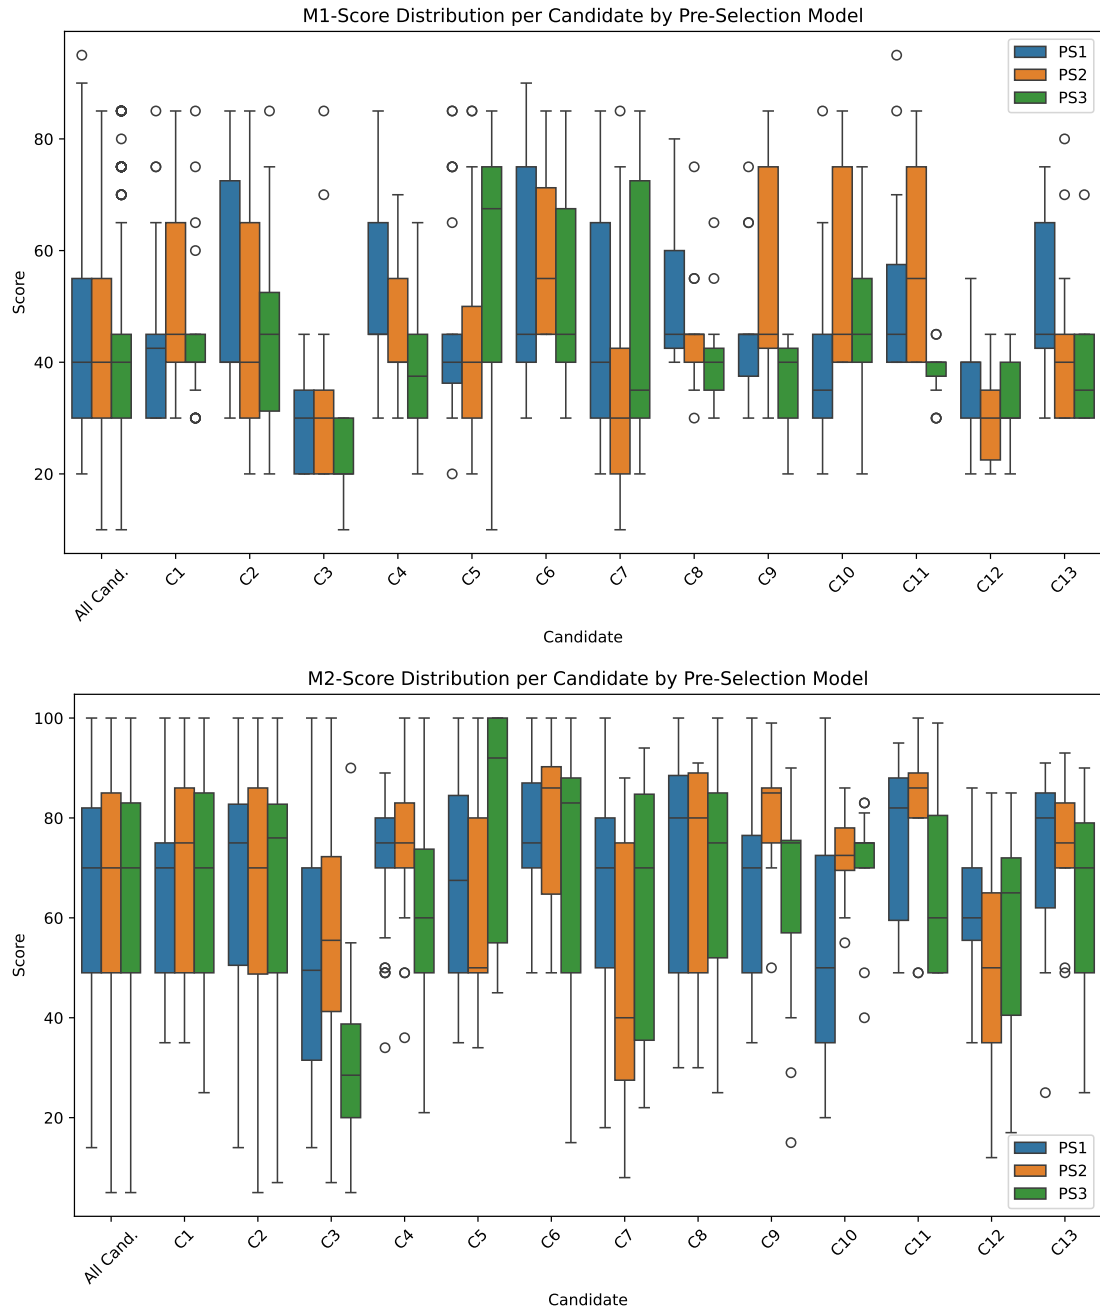 M1-Score Distribution per Candidate by Pre-Selection Model
PS1
PS2
PS3
80
60
40
20
Score
All Cand.
C1
C2
C3
C4
C5
C6
C7
C8
C9
C10
C11
C12
C13
Candidate
M2-Score Distribution per Candidate by Pre-Selection Model
100
80
60
40
20
Score
PS1
PS2
PS3
All Cand.
C1
C2
C3
C4
C5
C6
C7
C8
C9
C10
C11
C12
C13
Candidate